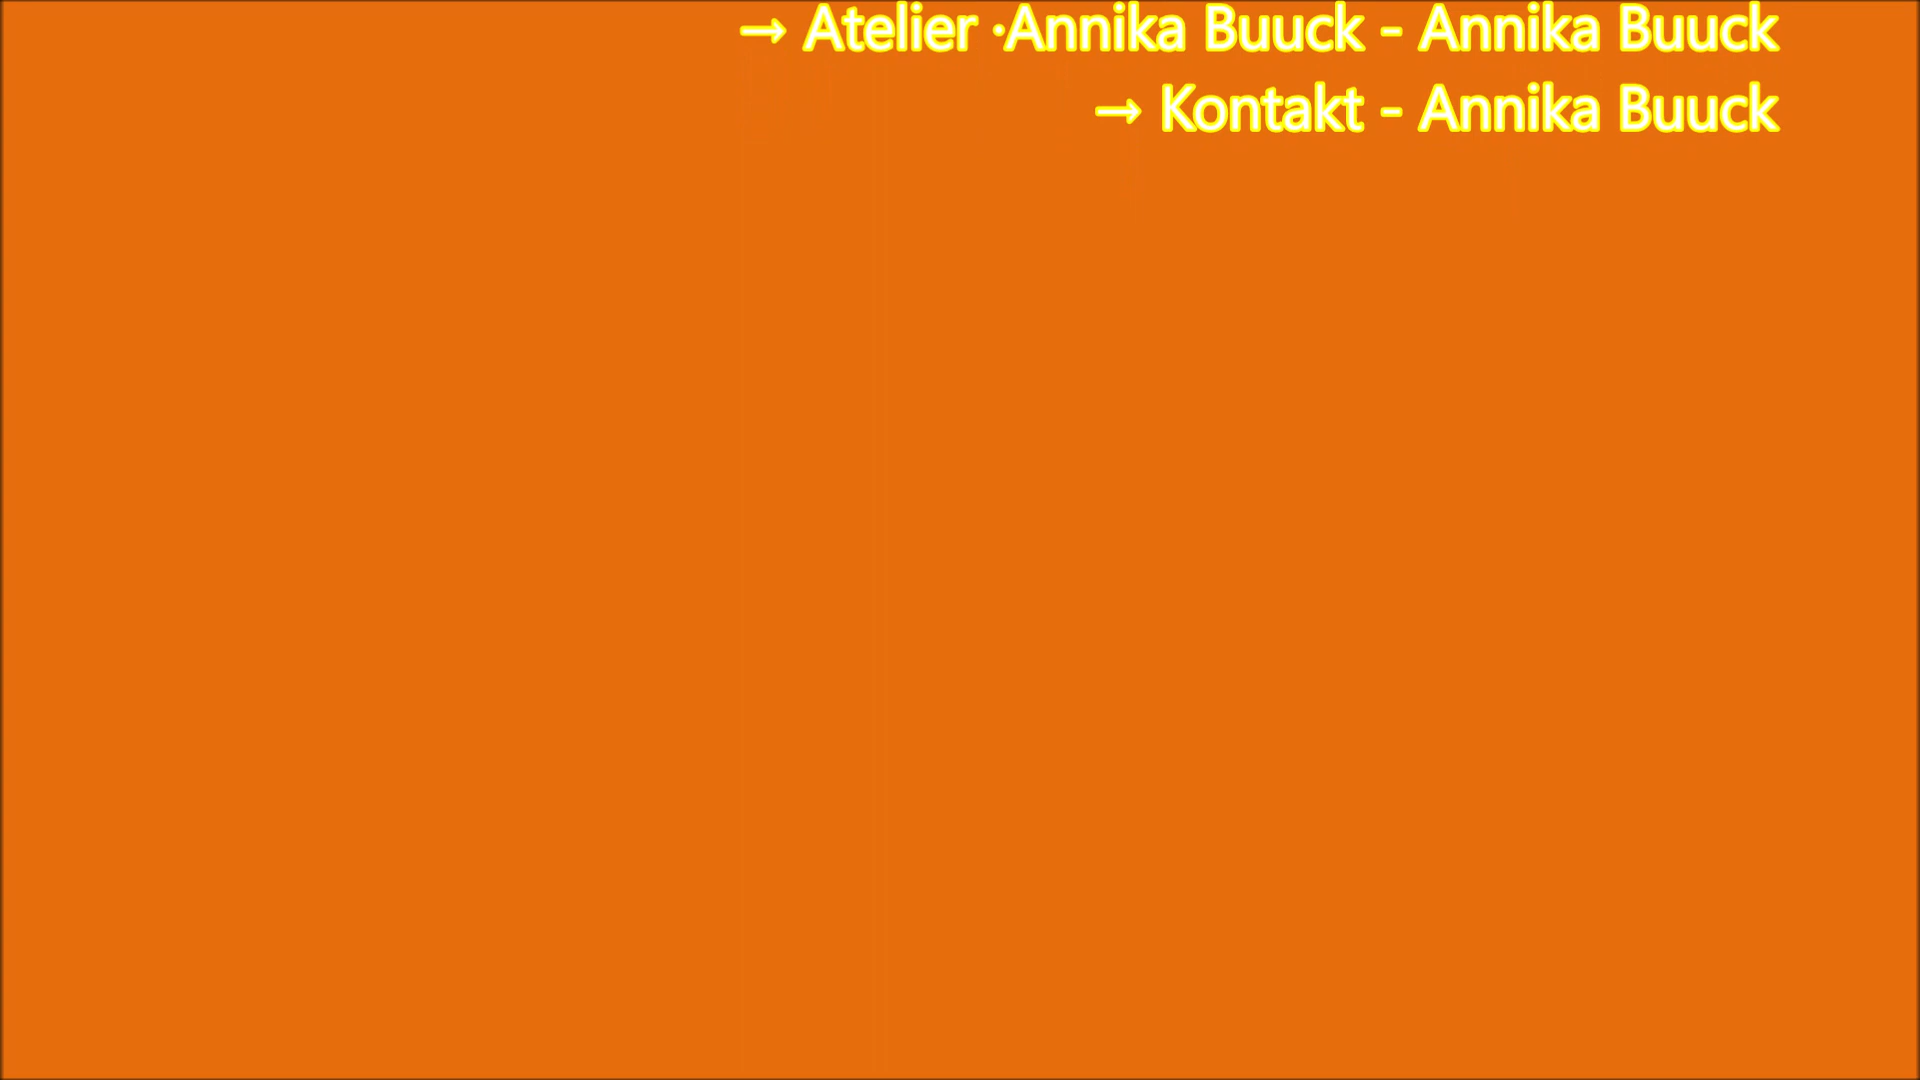 → Atelier ·Annika Buuck - Annika Buuck
→ Kontakt - Annika Buuck